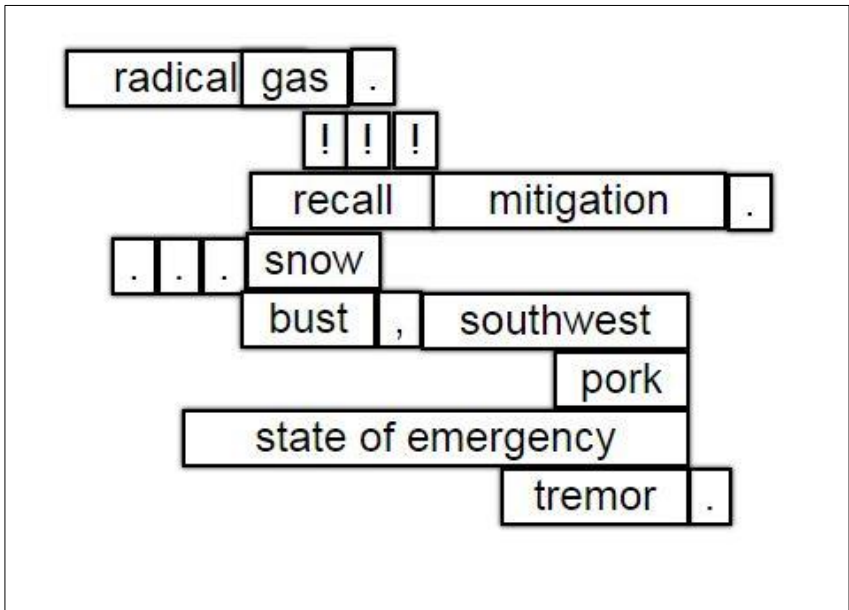 radical gas .
! ! !
recall mitigation .
. . . snow
bust , southwest
pork
state of emergency
tremor .